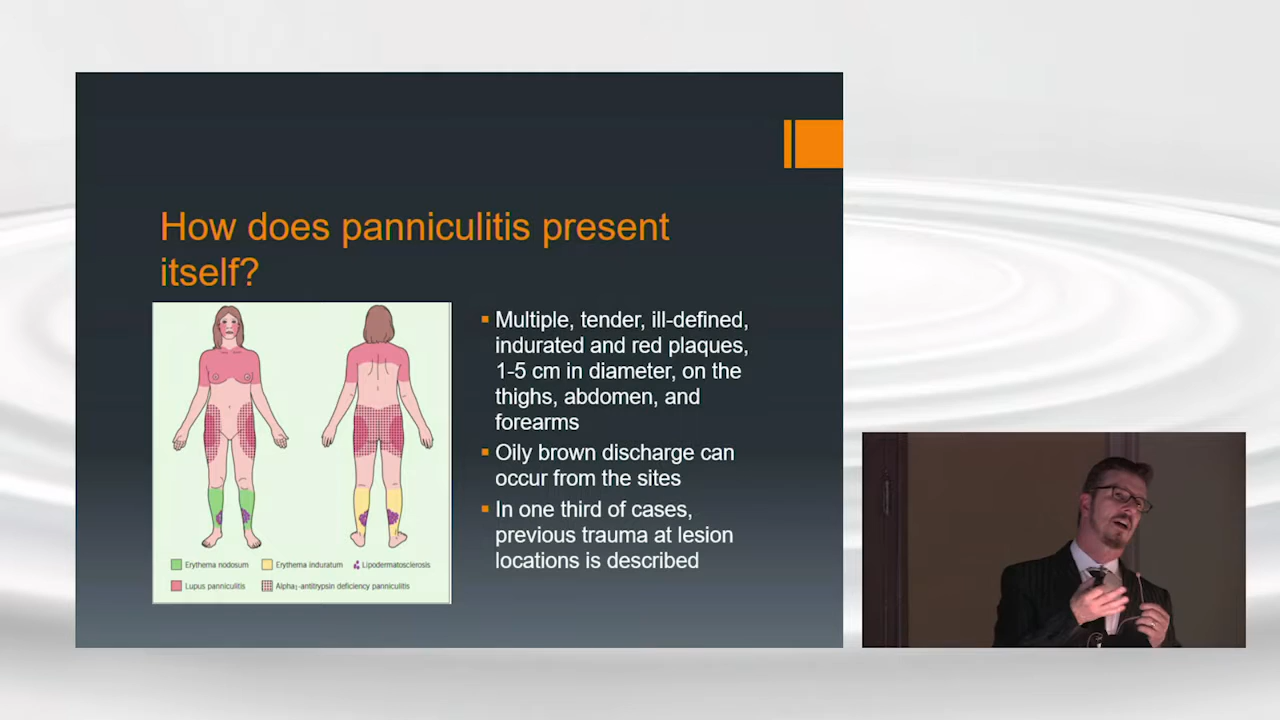 How does panniculitis present
itself?
Multiple, tender, ill-defined,
indurated and red plaques,
1-5 cm in diameter, on the
thighs, abdomen, and
forearms
Oily brown discharge can
occur from the sites
In one third of cases,
previous trauma at lesion
locations is described
Erythema nodosum
Erythema induratum
Lipodermatosclerosis
Lupus panniculitis
Alpha₁-antitrypsin deficiency panniculitis